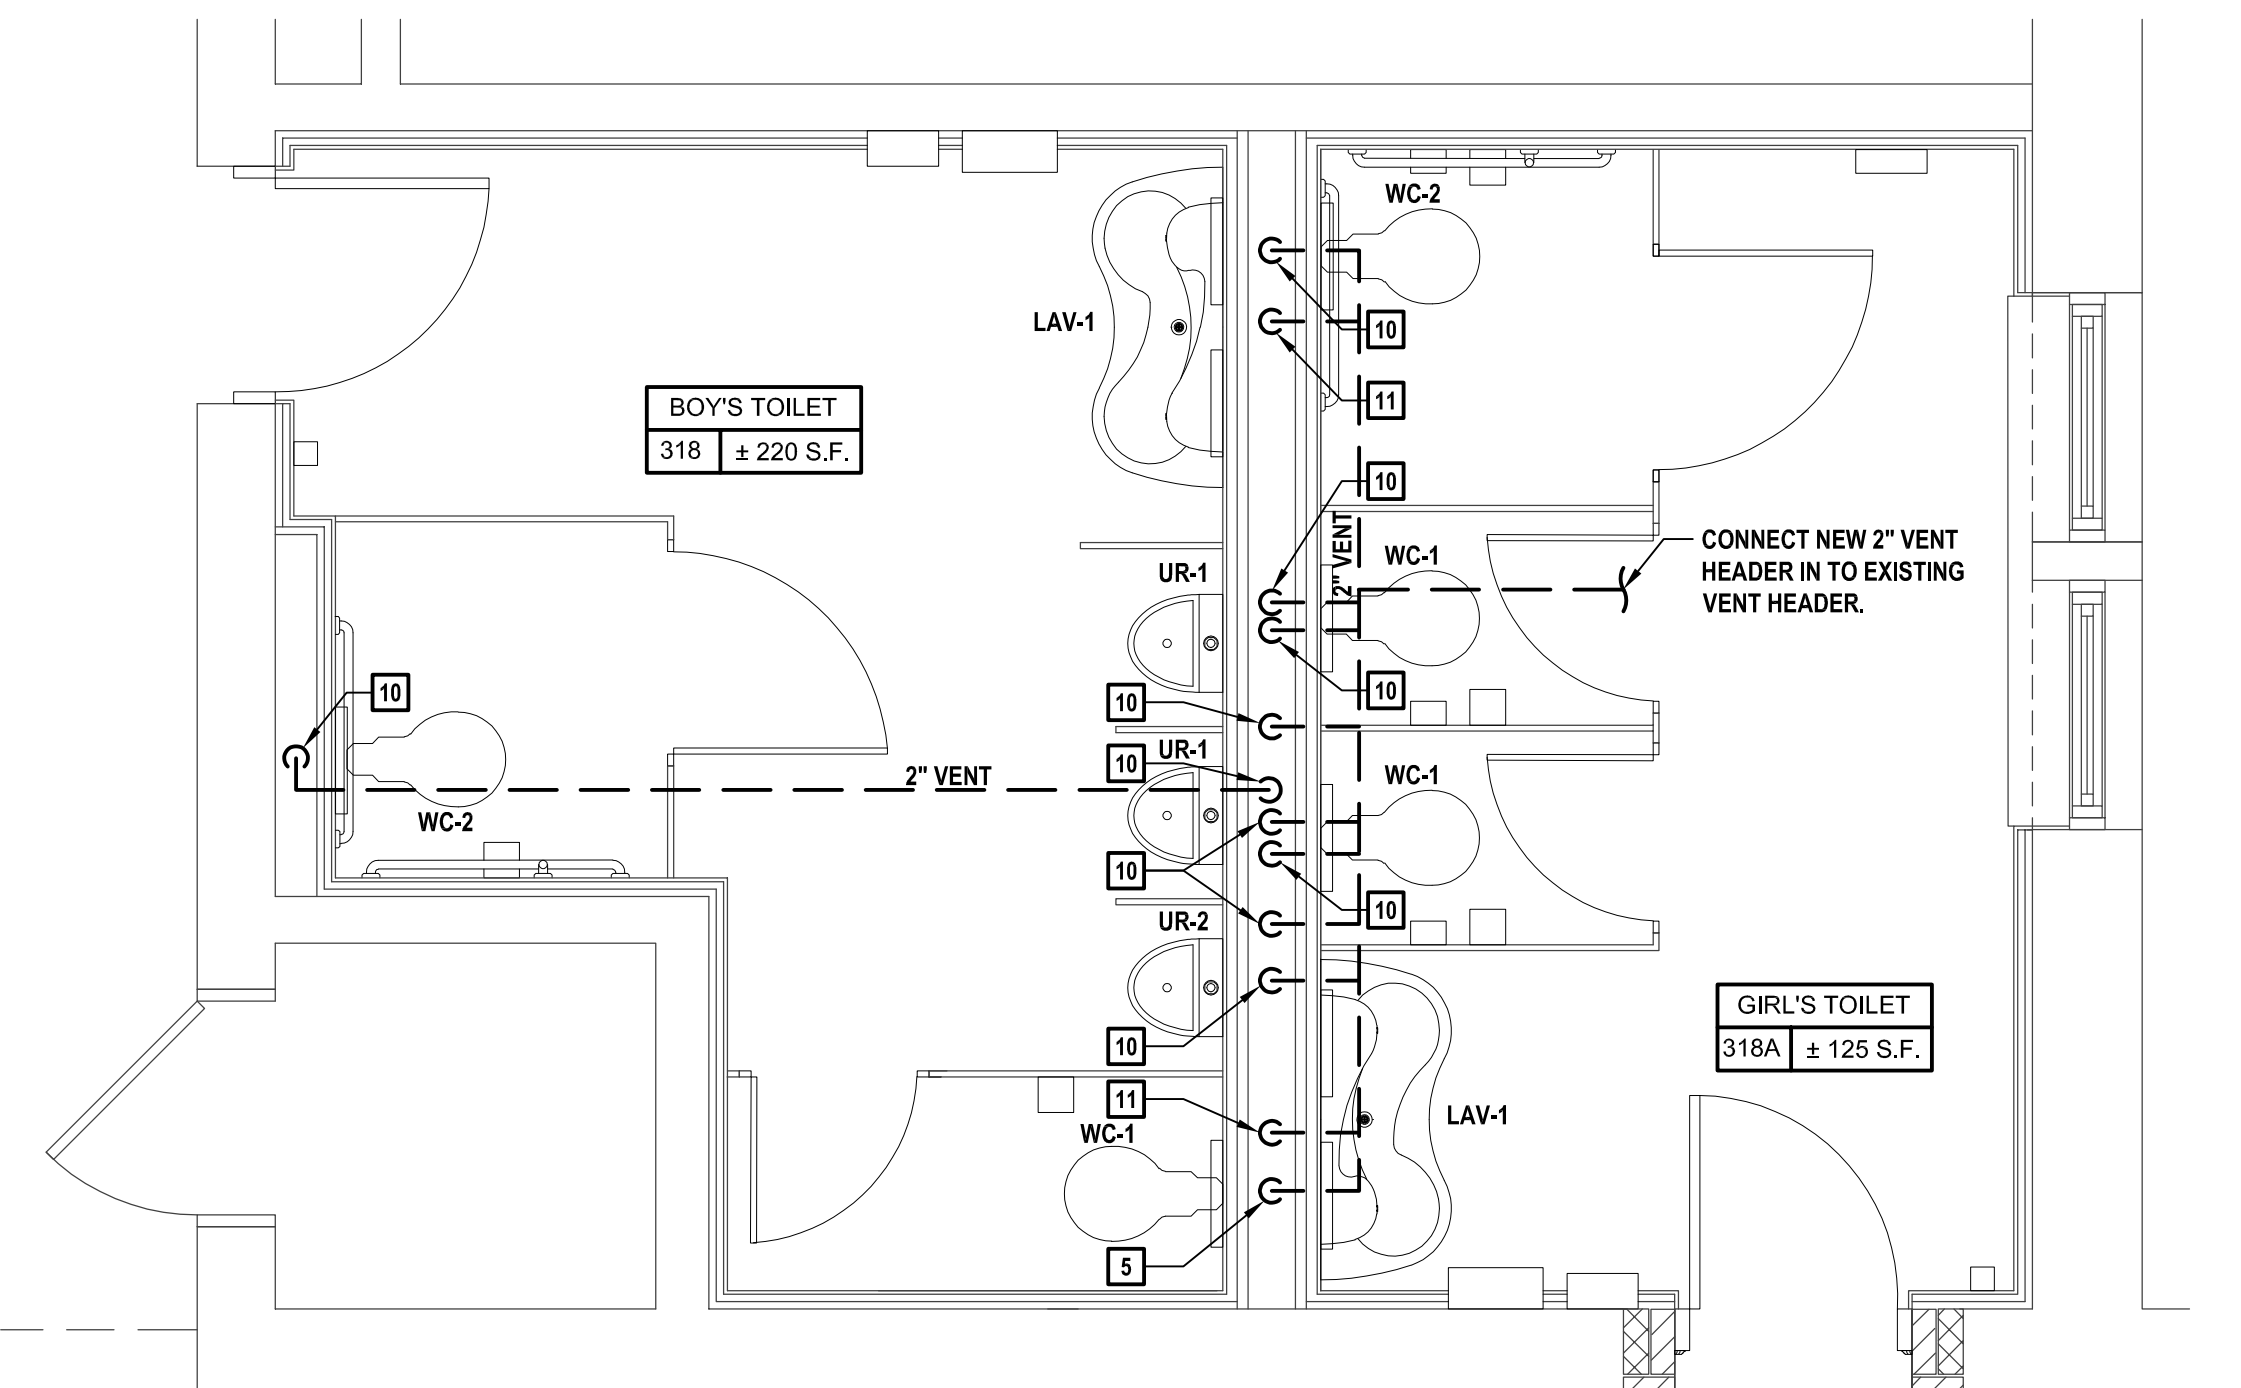 WC-2
LAV-1
10
11
BOY'S TOILET
318 ± 220 S.F.
10
2" VENT
CONNECT NEW 2" VENT
HEADER IN TO EXISTING
VENT HEADER.
WC-1
UR-1
10
10
10
UR-1
10
2" VENT
WC-1
WC-2
10
10
UR-2
GIRL'S TOILET
318A ± 125 S.F.
10
11
LAV-1
WC-1
5